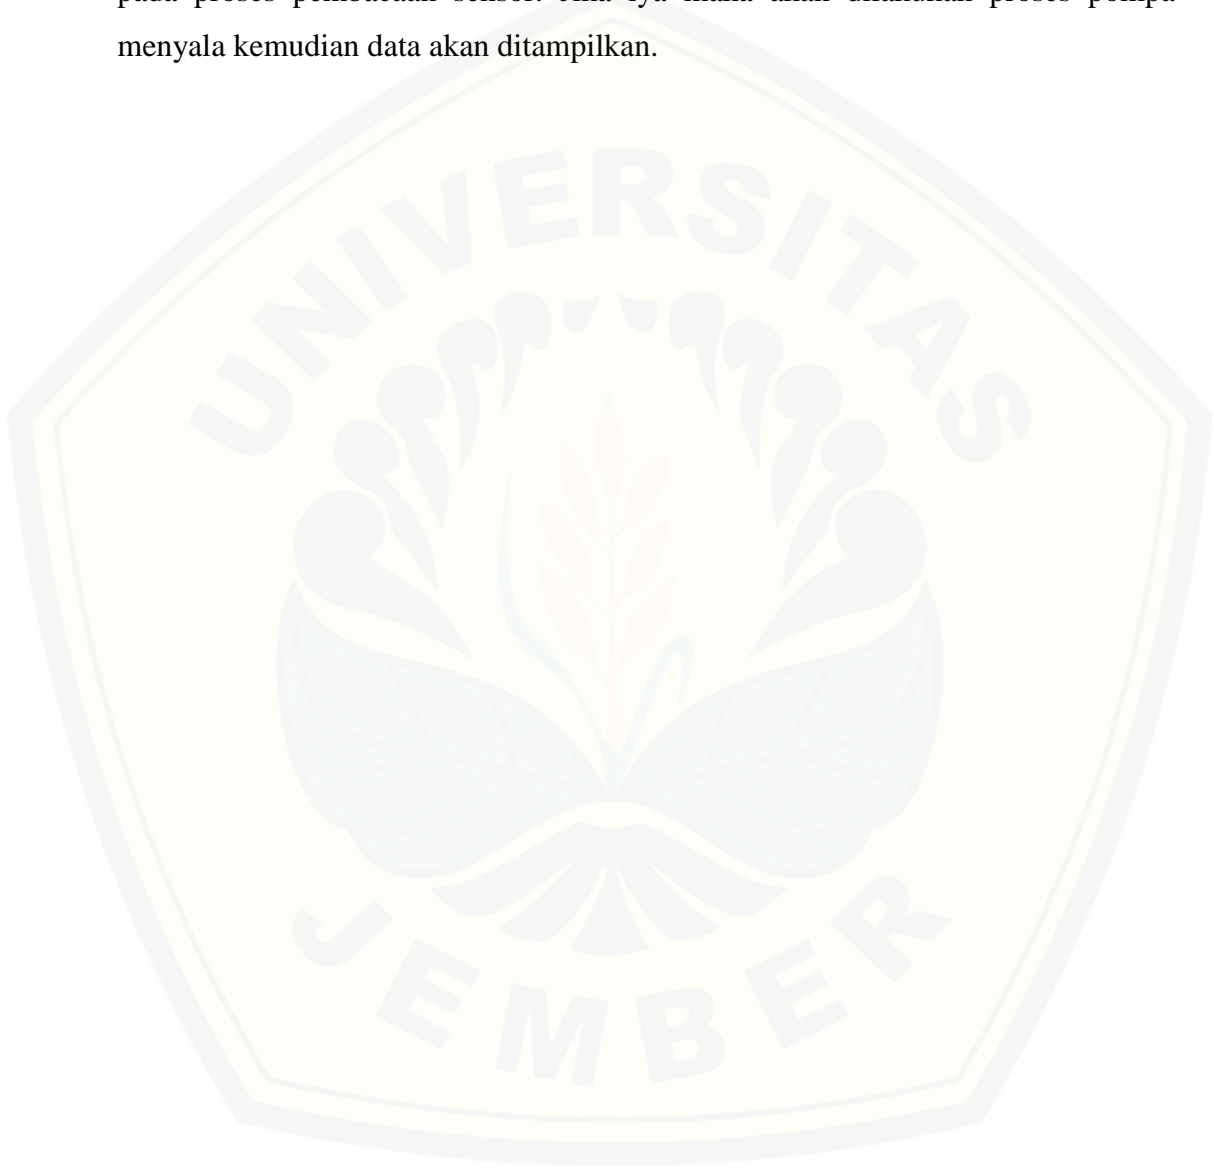 pada proses pembacaan sensor. Jika iya maka akan dilakukan proses pompa
menyala kemudian data akan ditampilkan.
UNIVERSITAS
JEMBER